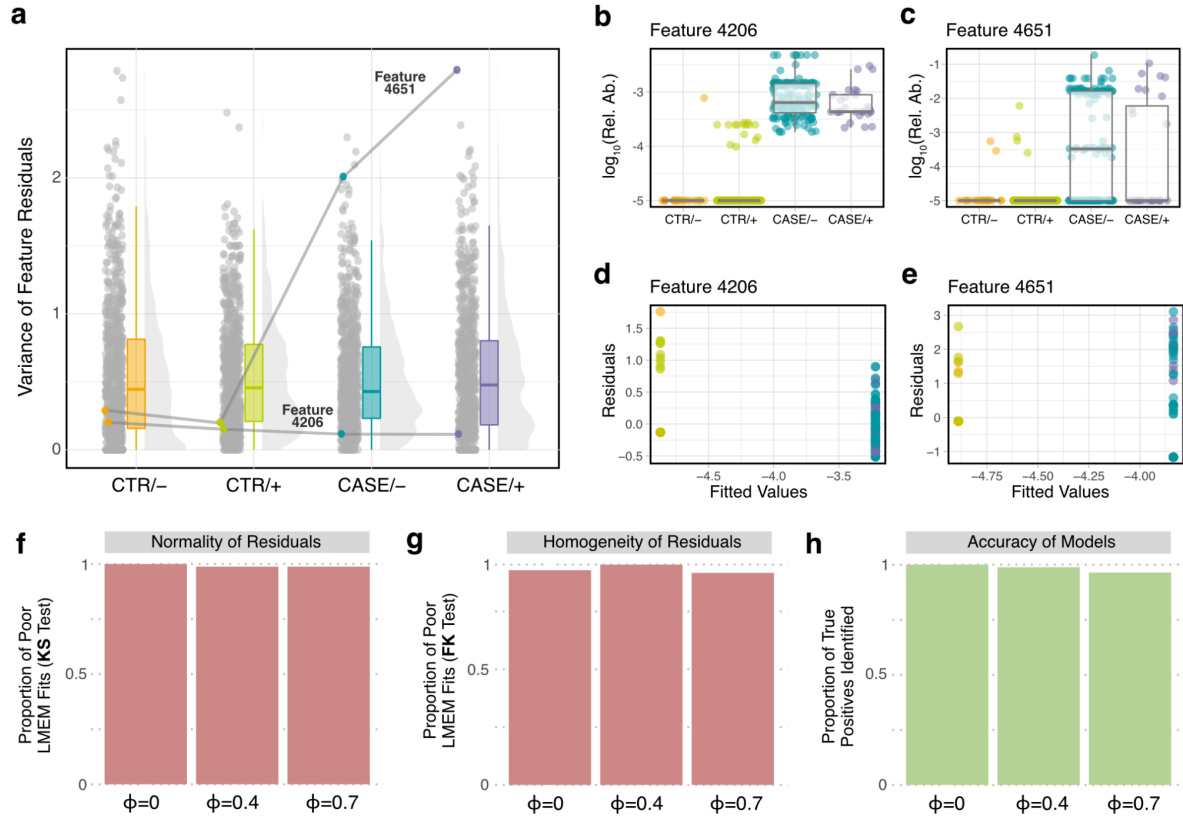 a
Variance of Feature Residuals
2
1
0
Feature
4651
Feature
4206
CTR/−
CTR/+
CASE/−
CASE/+
b
Feature 4206
log10(Rel. Ab.)
-3
-4
-5
CTR/−
CTR/+
CASE/−
CASE/+
c
Feature 4651
log10(Rel. Ab.)
-1
-2
-3
-4
-5
CTR/−
CTR/+
CASE/−
CASE/+
d
Feature 4206
Residuals
1.5
1.0
0.5
0.0
−0.5
−4.5
−4.0
−3.5
Fitted Values
e
Feature 4651
Residuals
3
2
1
0
−1
−4.75
−4.50
−4.25
−4.00
Fitted Values
f
Normality of Residuals
Proportion of Poor
LMEM Fits (KS Test)
1
0.5
0
ϕ=0
ϕ=0.4
ϕ=0.7
g
Homogeneity of Residuals
Proportion of Poor
LMEM Fits (FK Test)
1
0.5
0
ϕ=0
ϕ=0.4
ϕ=0.7
h
Accuracy of Models
Proportion of True
Positives Identified
1
0.5
0
ϕ=0
ϕ=0.4
ϕ=0.7